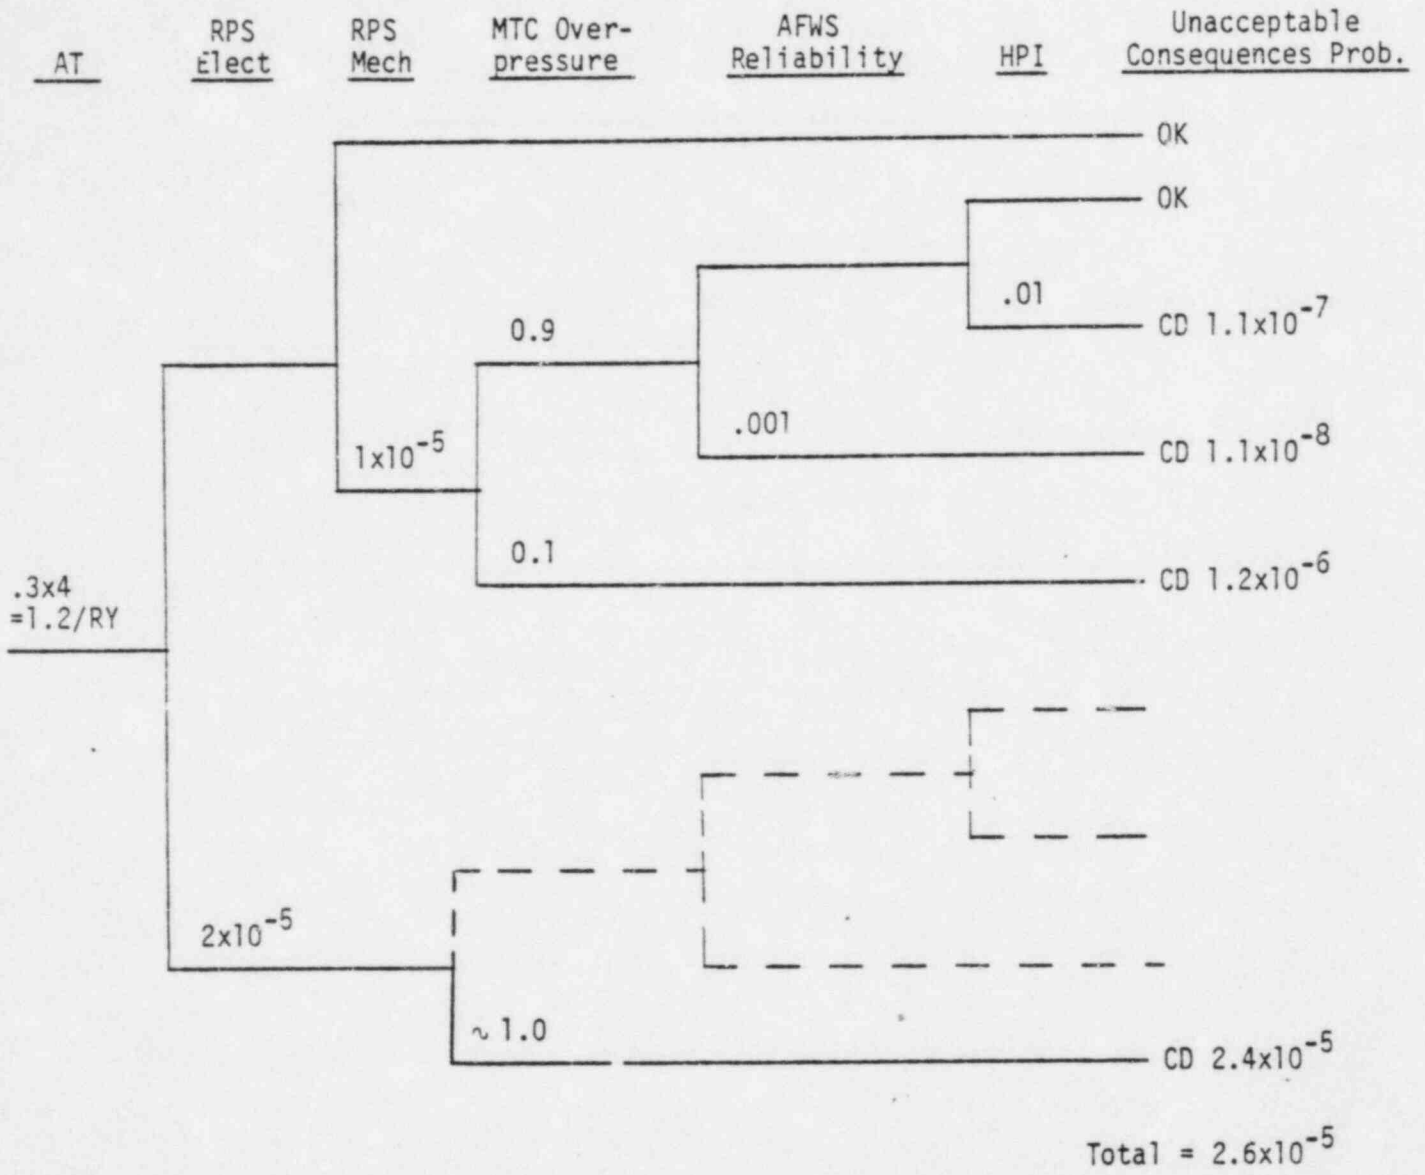 AT
RPS
Elect
RPS
Mech
MTC Over-
pressure
AFWS
Reliability
HPI
Unacceptable
Consequences Prob.
OK
OK
.01
CD 1.1x10⁻⁷
0.9
.001
CD 1.1x10⁻⁸
1x10⁻⁵
0.1
CD 1.2x10⁻⁶
.3x4
=1.2/RY
2x10⁻⁵
~ 1.0
CD 2.4x10⁻⁵
Total = 2.6x10⁻⁵